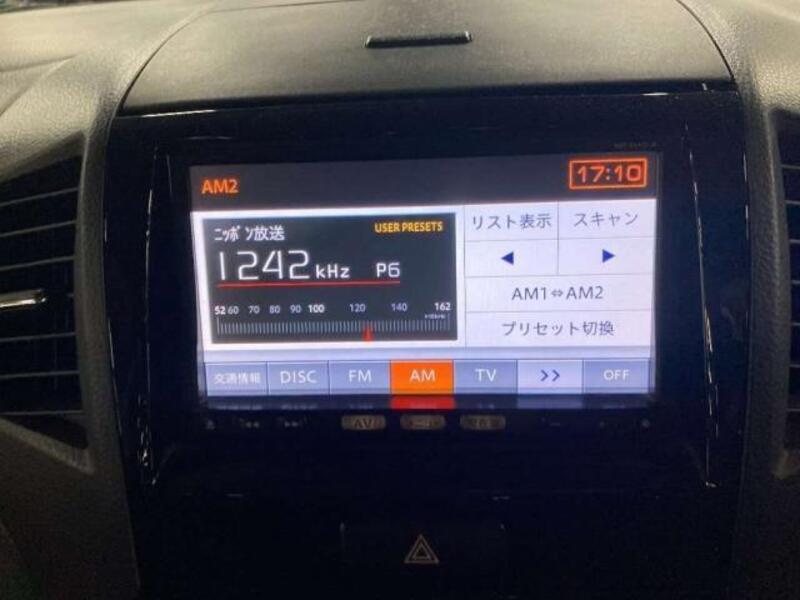 AM2
17:10
ニッポン放送
USER PRESETS
1242 kHz P6
52 60 70 80 90 100 120 140 162
リスト表示
スキャン
◀ ▶
AM1⇔AM2
プリセット切換
交通情報 DISC FM AM TV >> OFF
AV